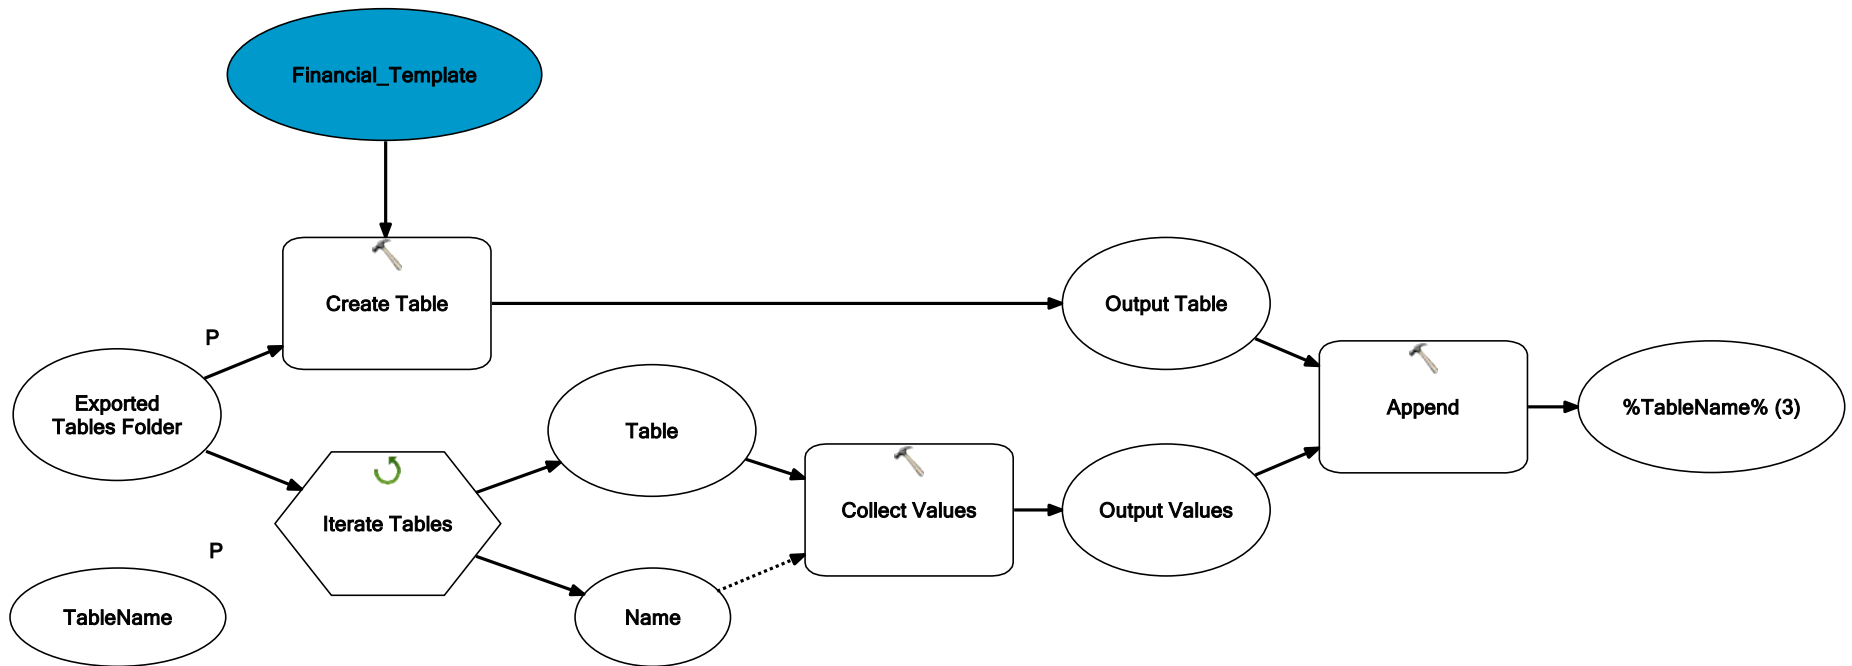 Financial_Template
Create Table
Output Table
P
Exported
Tables Folder
Table
Append
%TableName% (3)
Iterate Tables
Collect Values
Output Values
P
TableName
Name